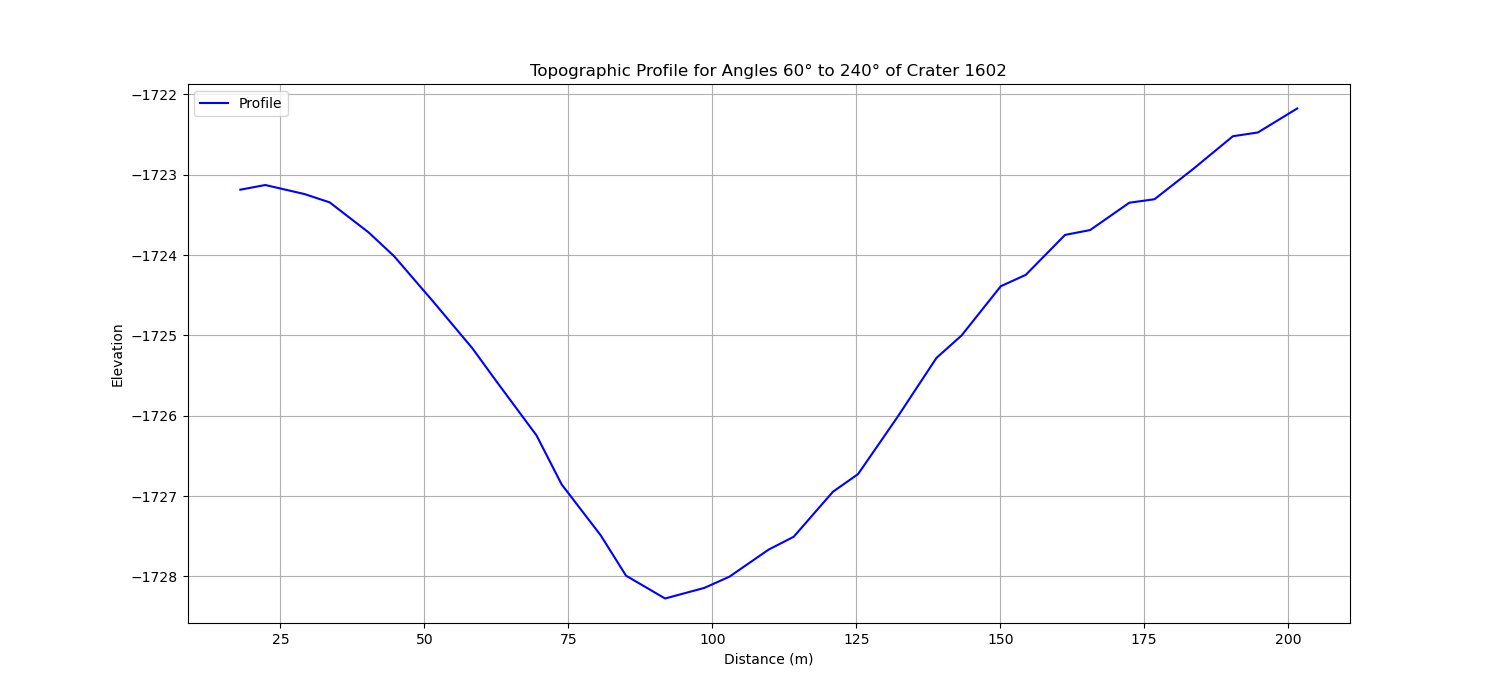 Topographic Profile for Angles 60° to 240° of Crater 1602
Profile
−1722
−1723
−1724
−1725
−1726
−1727
−1728
Elevation
25 50 75 100 125 150 175 200
Distance (m)